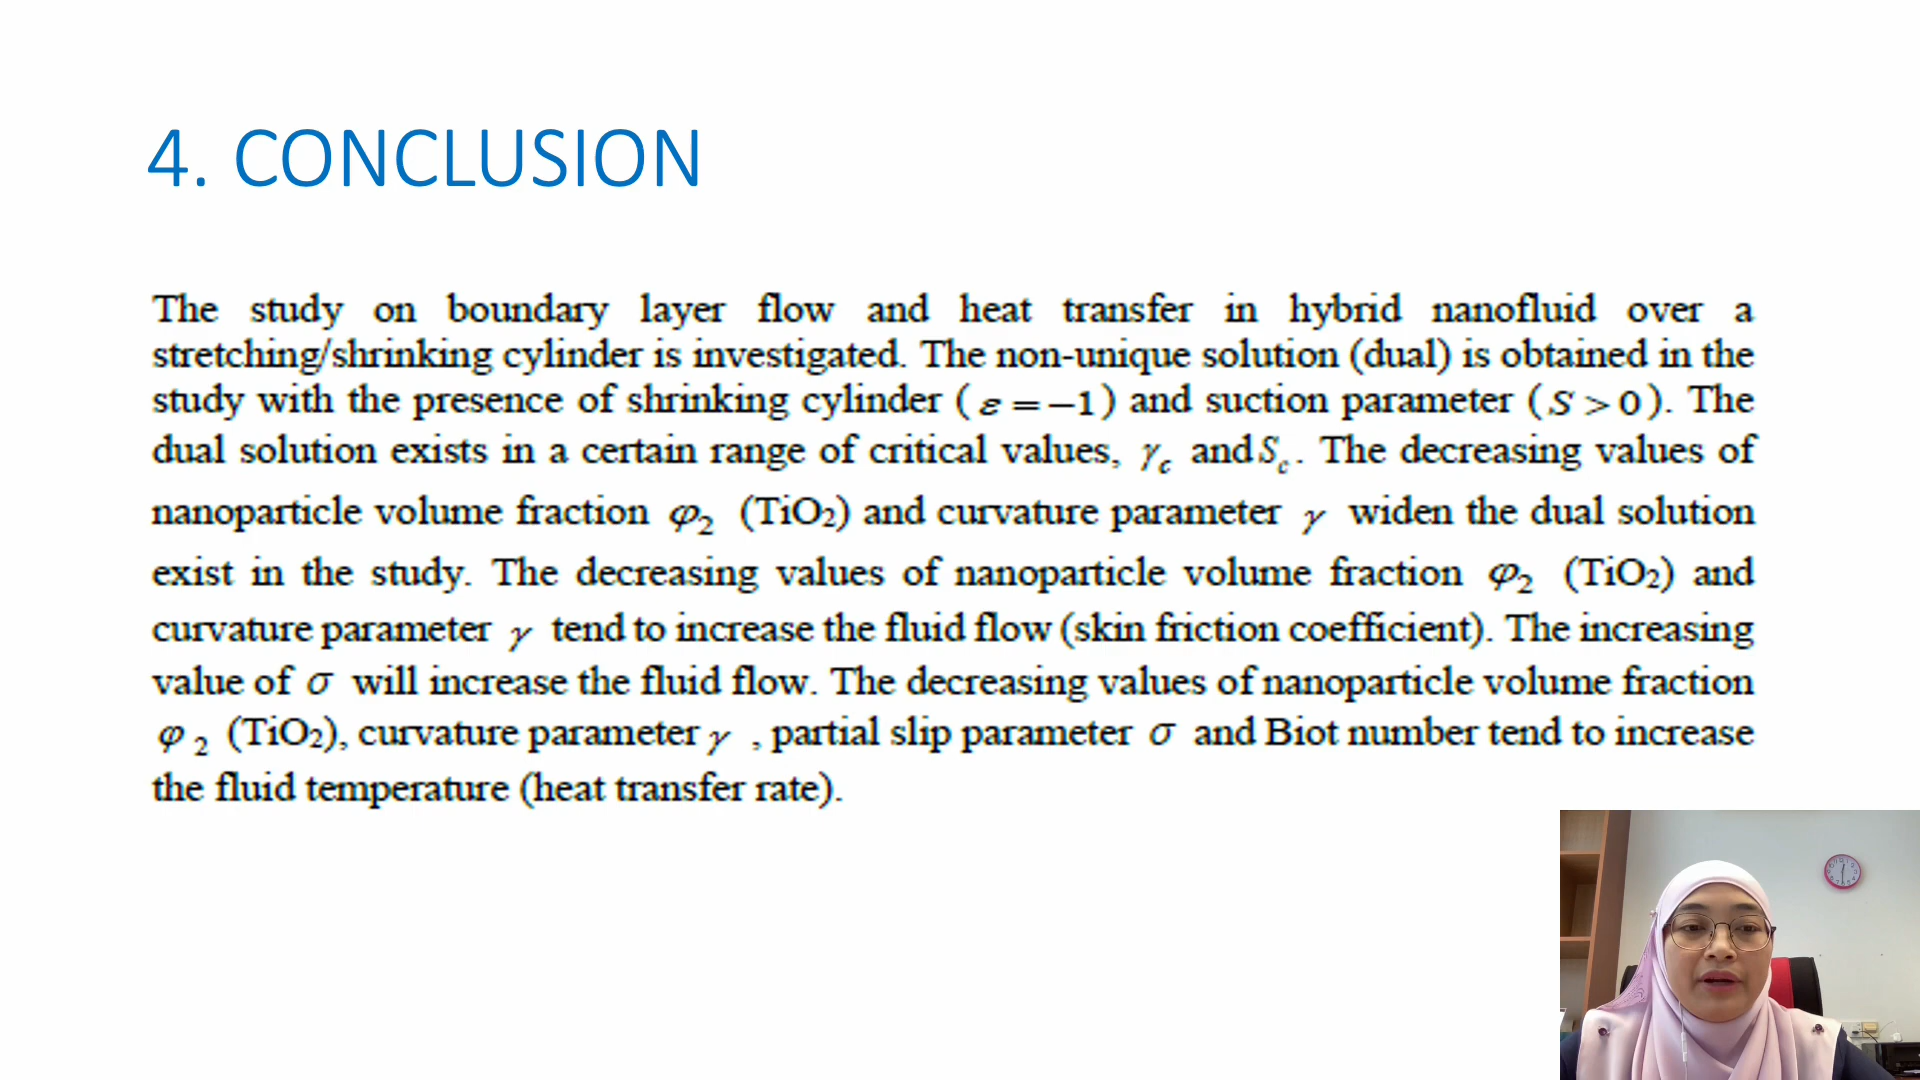 4. CONCLUSION
The study on boundary layer flow and heat transfer in hybrid nanofluid over a
stretching/shrinking cylinder is investigated. The non-unique solution (dual) is obtained in the
study with the presence of shrinking cylinder ( ε = −1 ) and suction parameter ( S > 0 ). The
dual solution exists in a certain range of critical values, γc and Sc . The decreasing values of
nanoparticle volume fraction φ2 (TiO2) and curvature parameter γ widen the dual solution
exist in the study. The decreasing values of nanoparticle volume fraction φ2 (TiO2) and
curvature parameter γ tend to increase the fluid flow (skin friction coefficient). The increasing
value of σ will increase the fluid flow. The decreasing values of nanoparticle volume fraction
φ2 (TiO2), curvature parameter γ , partial slip parameter σ and Biot number tend to increase
the fluid temperature (heat transfer rate).